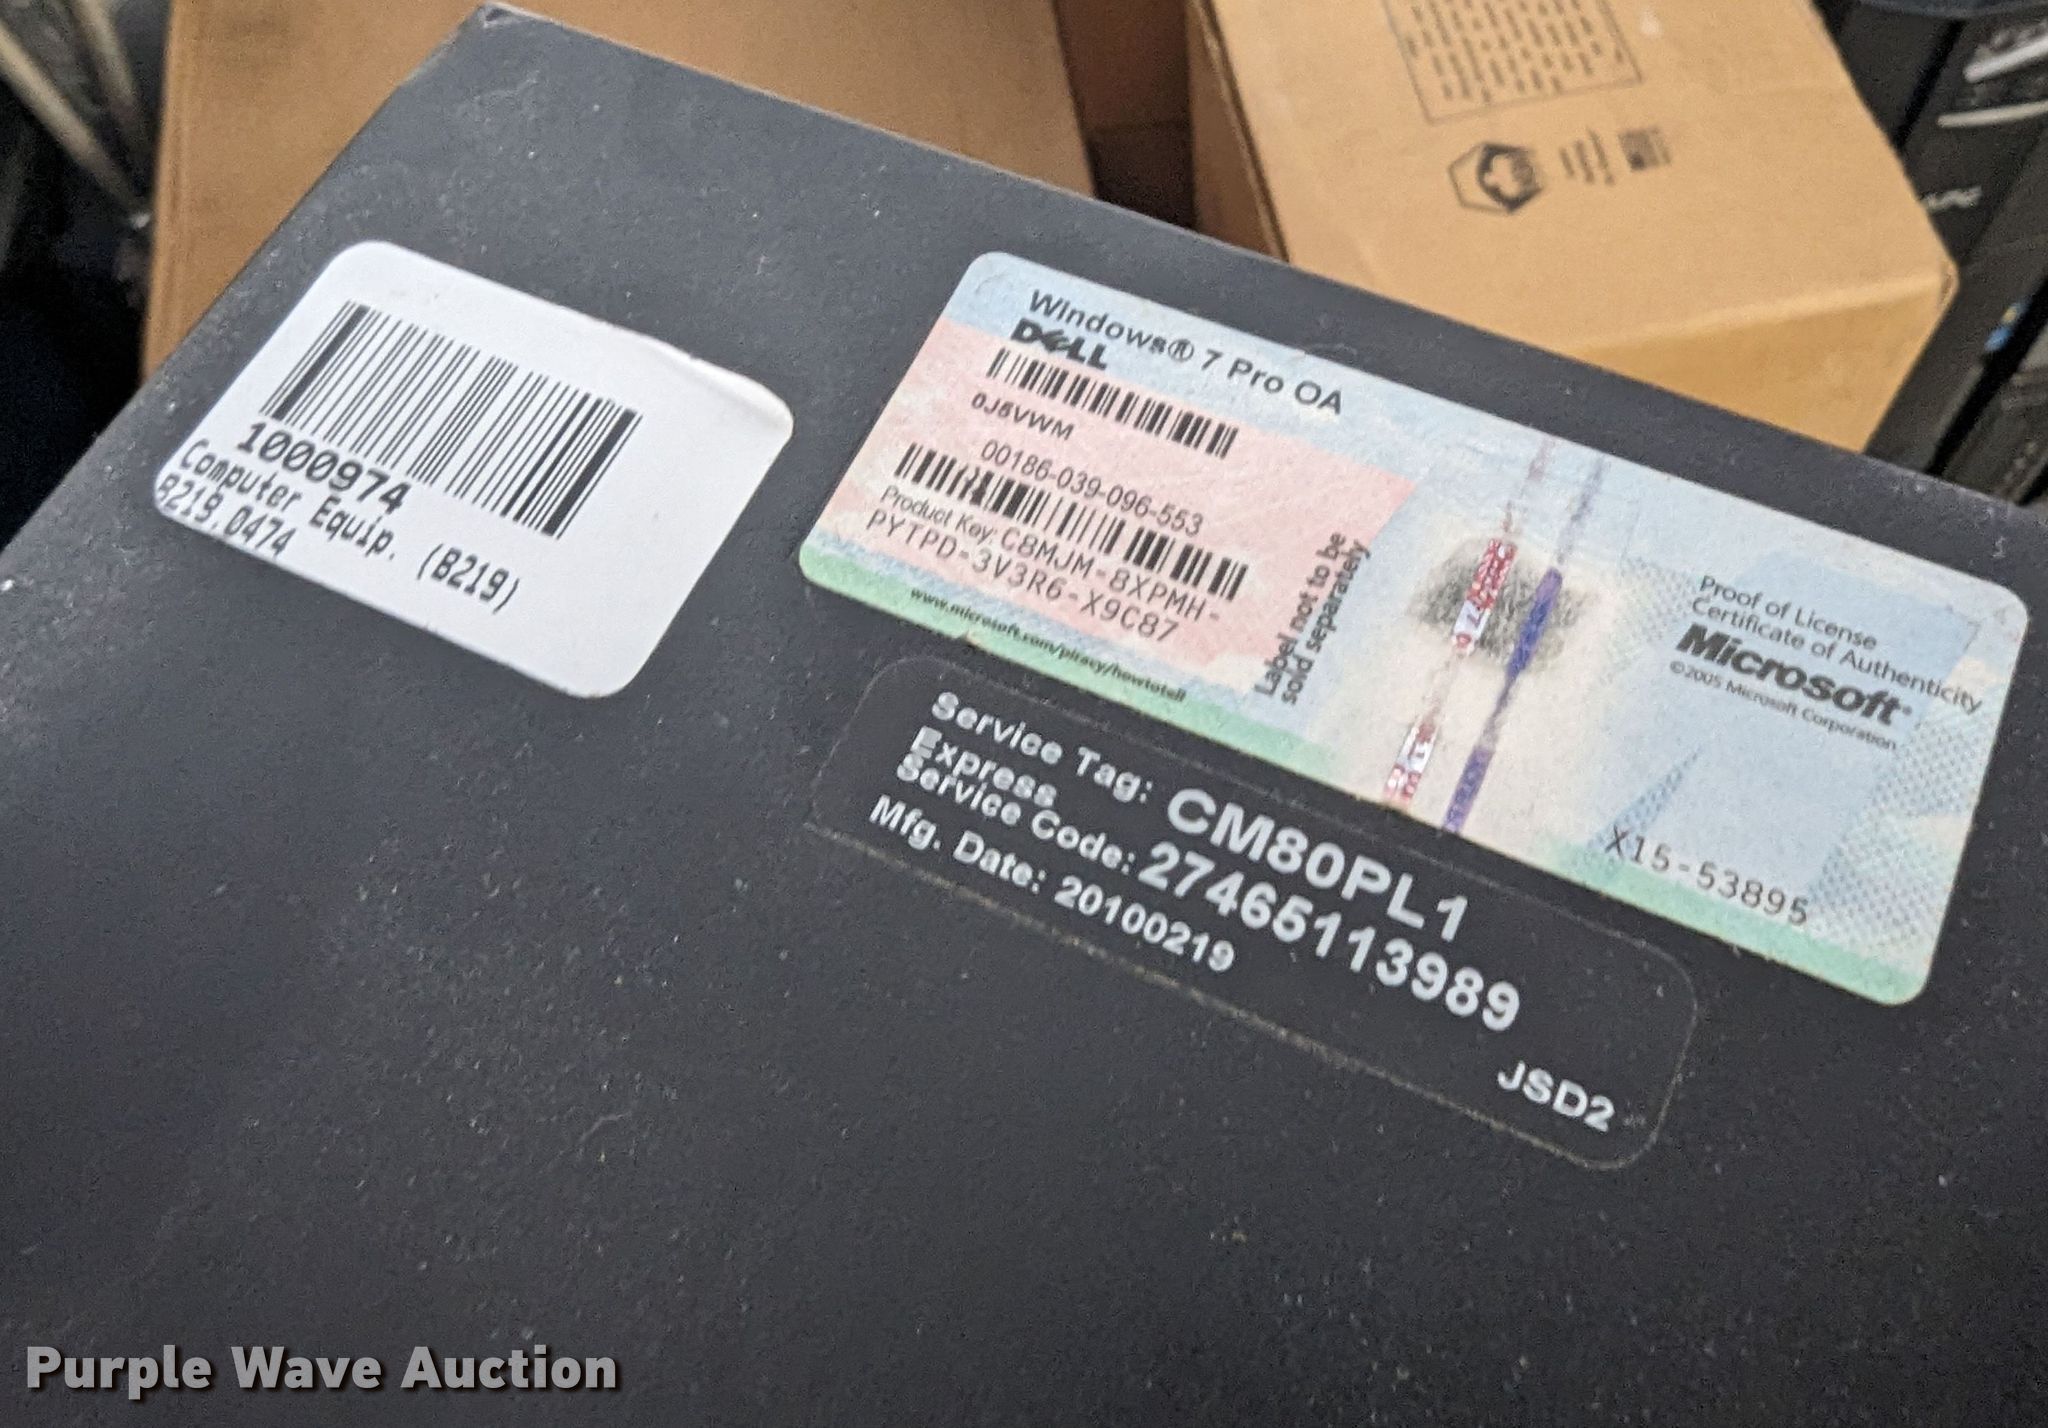 1000974
Computer Equip. (B219)
B219.0474
Windows® 7 Pro OA
DELL
0J5VWM
00186-039-096-553
Product Key: C8MJM-8XPMH-
PYTPD-3V3R6-X9C87
www.microsoft.com/piracy/howtotell
Label not to be
sold separately
Proof of License
Certificate of Authenticity
Microsoft®
©2005 Microsoft Corporation
X15-53895
Service Tag: CM80PL1
Express
Service Code: 27465113989
Mfg. Date: 20100219
JSD2
Purple Wave Auction